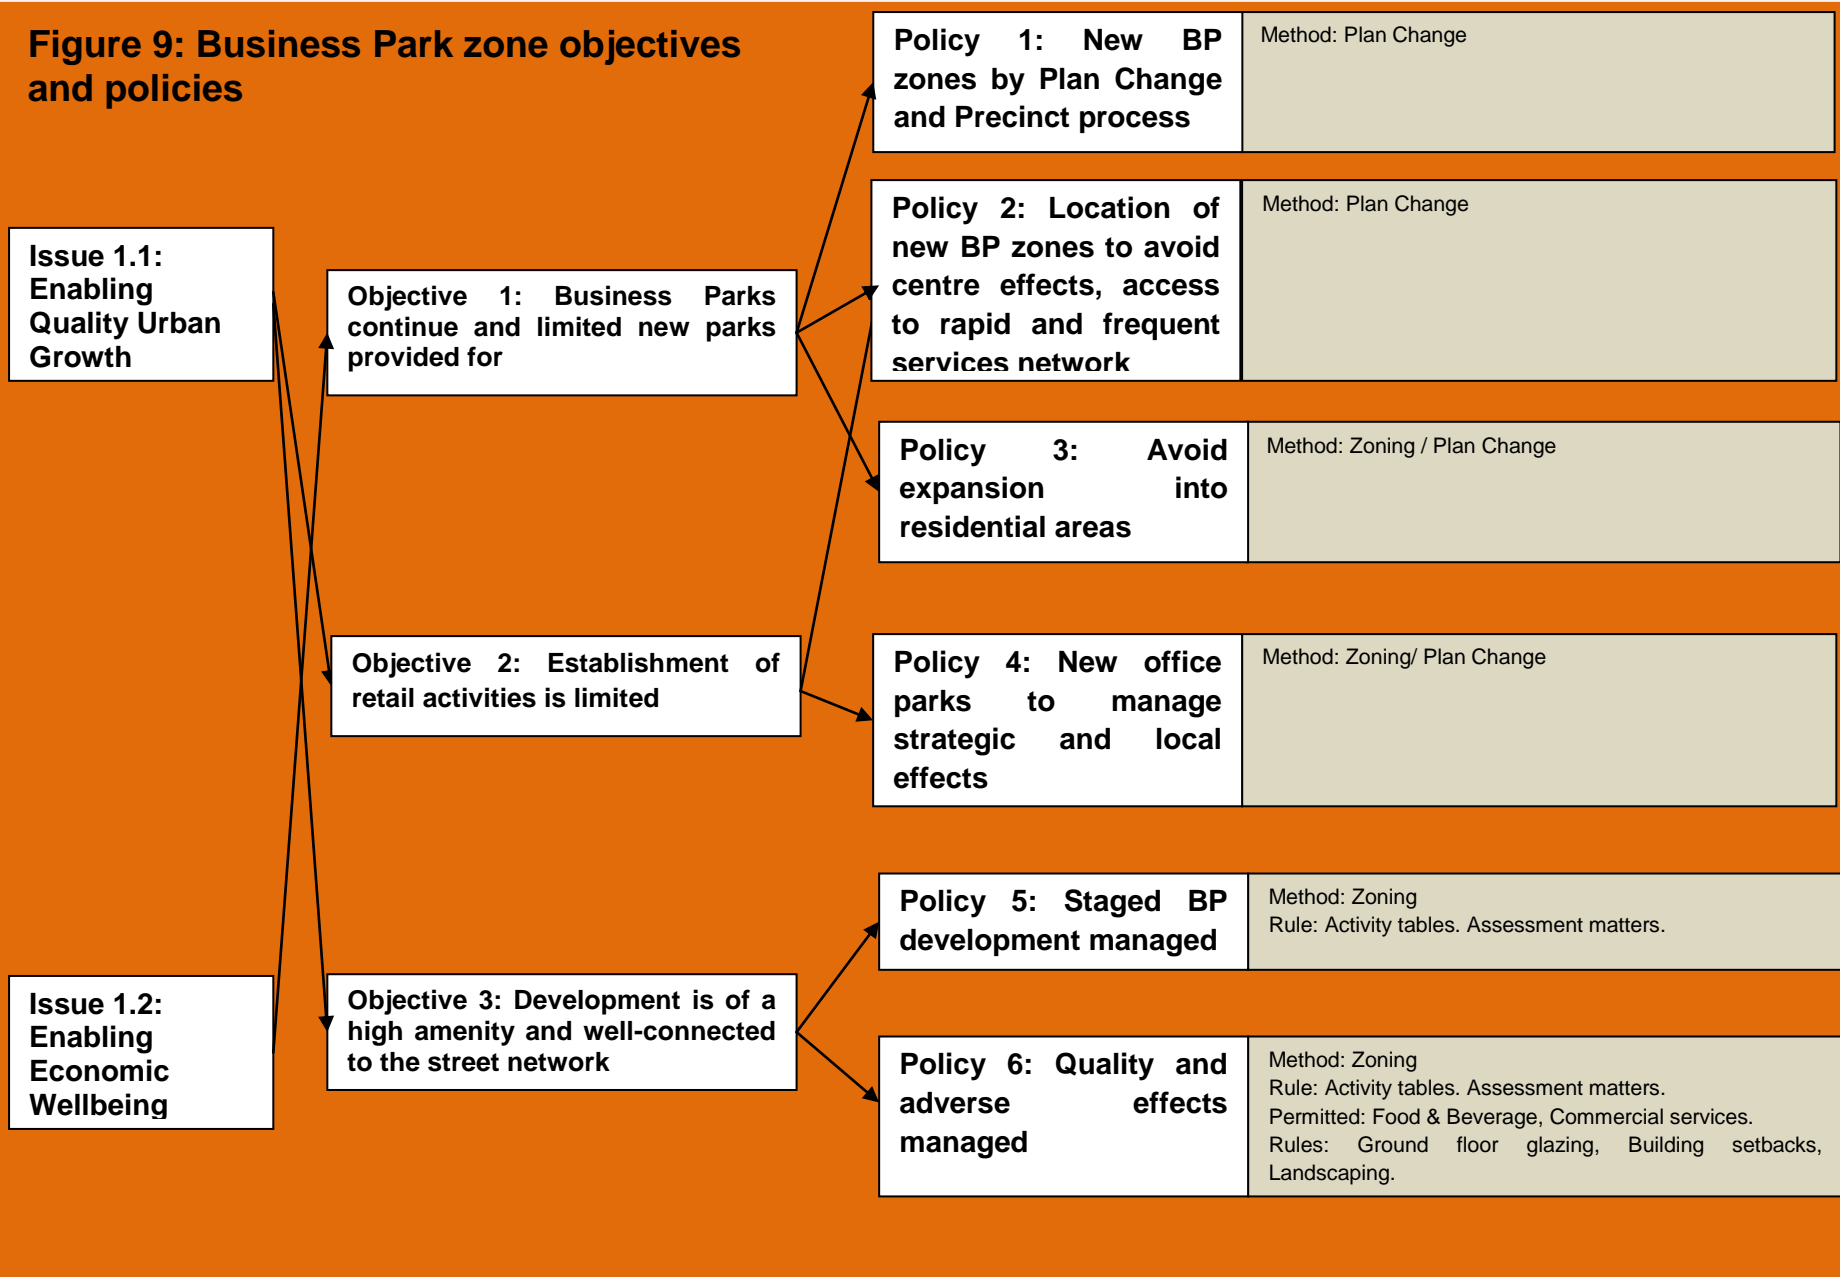 Figure 9: Business Park zone objectives
and policies
Issue 1.1:
Enabling
Quality Urban
Growth
Issue 1.2:
Enabling
Economic
Wellbeing
Objective 1: Business Parks
continue and limited new parks
provided for
Objective 2: Establishment of
retail activities is limited
Objective 3: Development is of a
high amenity and well-connected
to the street network
Policy 1: New BP
zones by Plan Change
and Precinct process
Method: Plan Change
Policy 2: Location of
new BP zones to avoid
centre effects, access
to rapid and frequent
services network
Method: Plan Change
Policy 3: Avoid
expansion into
residential areas
Method: Zoning / Plan Change
Policy 4: New office
parks to manage
strategic and local
effects
Method: Zoning/ Plan Change
Policy 5: Staged BP
development managed
Method: Zoning
Rule: Activity tables. Assessment matters.
Policy 6: Quality and
adverse effects
managed
Method: Zoning
Rule: Activity tables. Assessment matters.
Permitted: Food & Beverage, Commercial services.
Rules: Ground floor glazing, Building setbacks,
Landscaping.